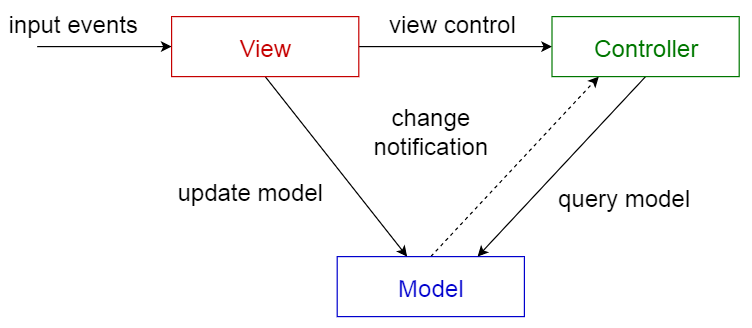 input events
View
view control
Controller
change
notification
update model
query model
Model